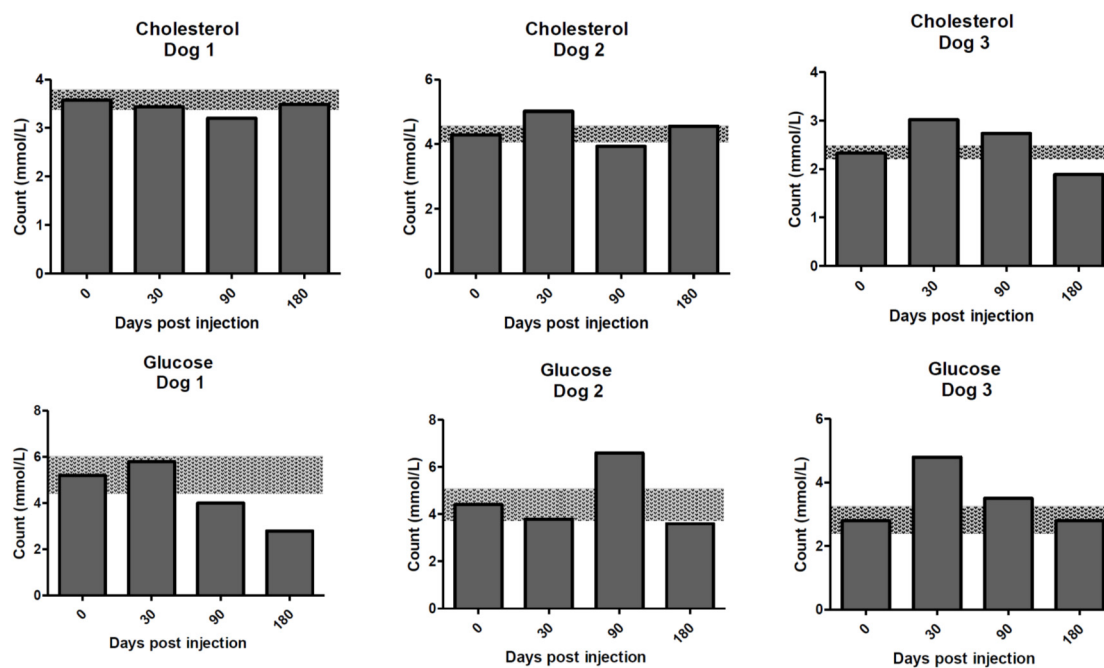 Cholesterol
Dog 1
Count (mmol/L)
4
3
2
1
0
0 30 90 180
Days post injection
Cholesterol
Dog 2
Count (mmol/L)
6
4
2
0
0 30 90 180
Days post injection
Cholesterol
Dog 3
Count (mmol/L)
4
3
2
1
0
0 30 90 180
Days post injection
Glucose
Dog 1
Count (mmol/L)
8
6
4
2
0
0 30 90 180
Days post injection
Glucose
Dog 2
Count (mmol/L)
8
6
4
2
0
0 30 90 180
Days post injection
Glucose
Dog 3
Count (mmol/L)
6
4
2
0
0 30 90 180
Days post injection